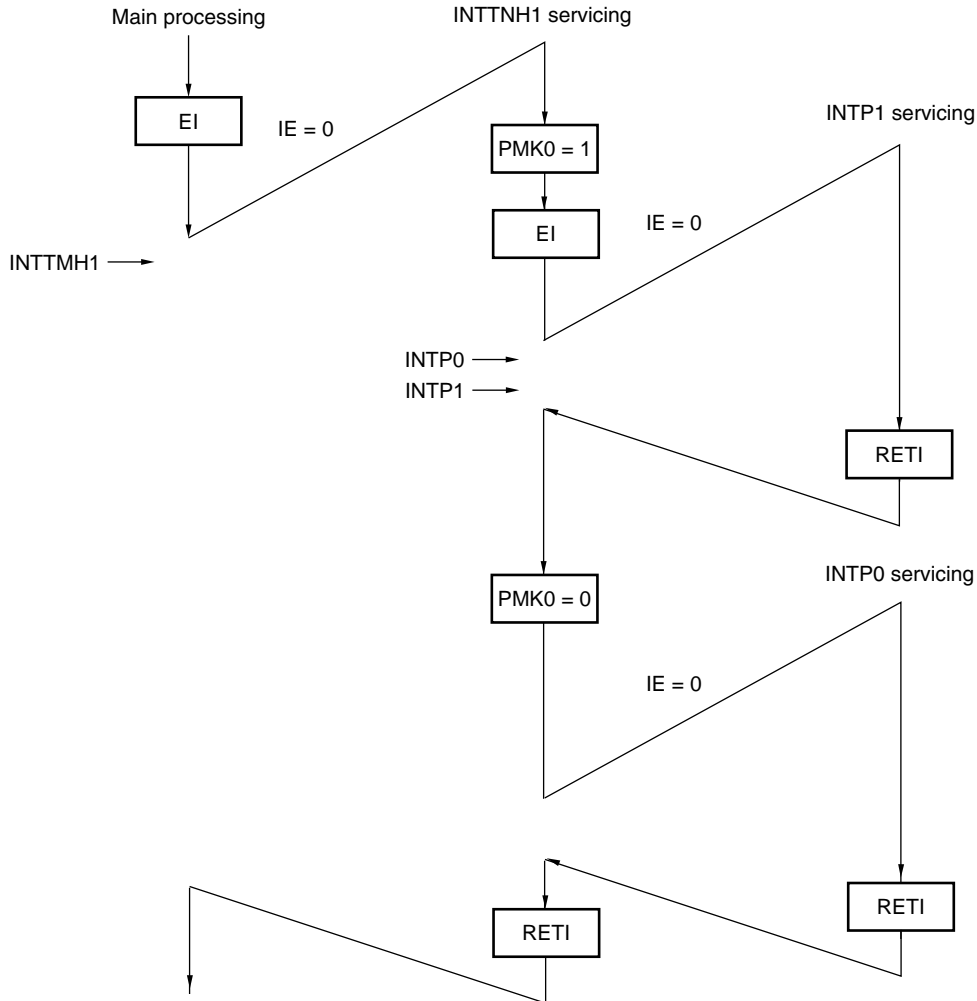 Main processing
INTTNH1 servicing
EI
IE = 0
PMK0 = 1
INTP1 servicing
EI
IE = 0
INTTMH1
INTP0
INTP1
RETI
INTP0 servicing
PMK0 = 0
IE = 0
RETI
RETI